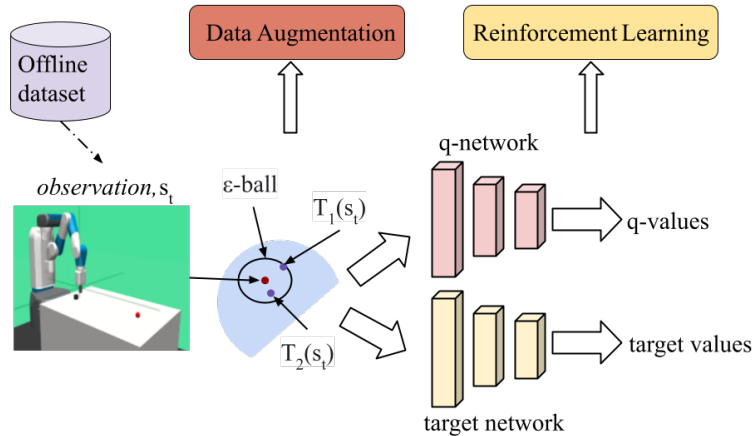 Offline
dataset
Data Augmentation
Reinforcement Learning
observation, sₜ
ε-ball
T₁(sₜ)
T₂(sₜ)
q-network
q-values
target values
target network